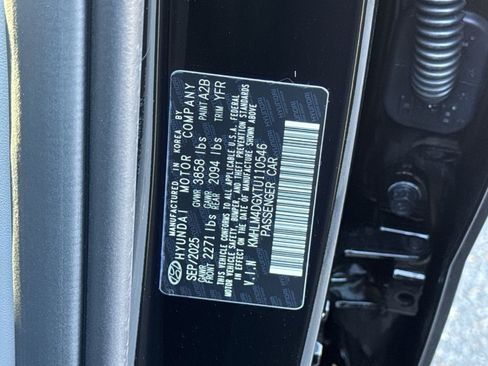 MANUFACTURED IN KOREA BY
HYUNDAI MOTOR COMPANY
SEP/2025 GVWR 3858 lbs PAINT A2B
GAWR FRONT 2271 lbs GAWR REAR 2094 lbs TRIM YFR
THIS VEHICLE CONFORMS TO ALL APPLICABLE U.S.A. FEDERAL
MOTOR VEHICLE SAFETY, BUMPER, AND THEFT PREVENTION STANDARDS
IN EFFECT ON THE DATE OF MANUFACTURE SHOWN ABOVE.
V.I.N: KMHLM4DGXTU110546
PASSENGER CAR